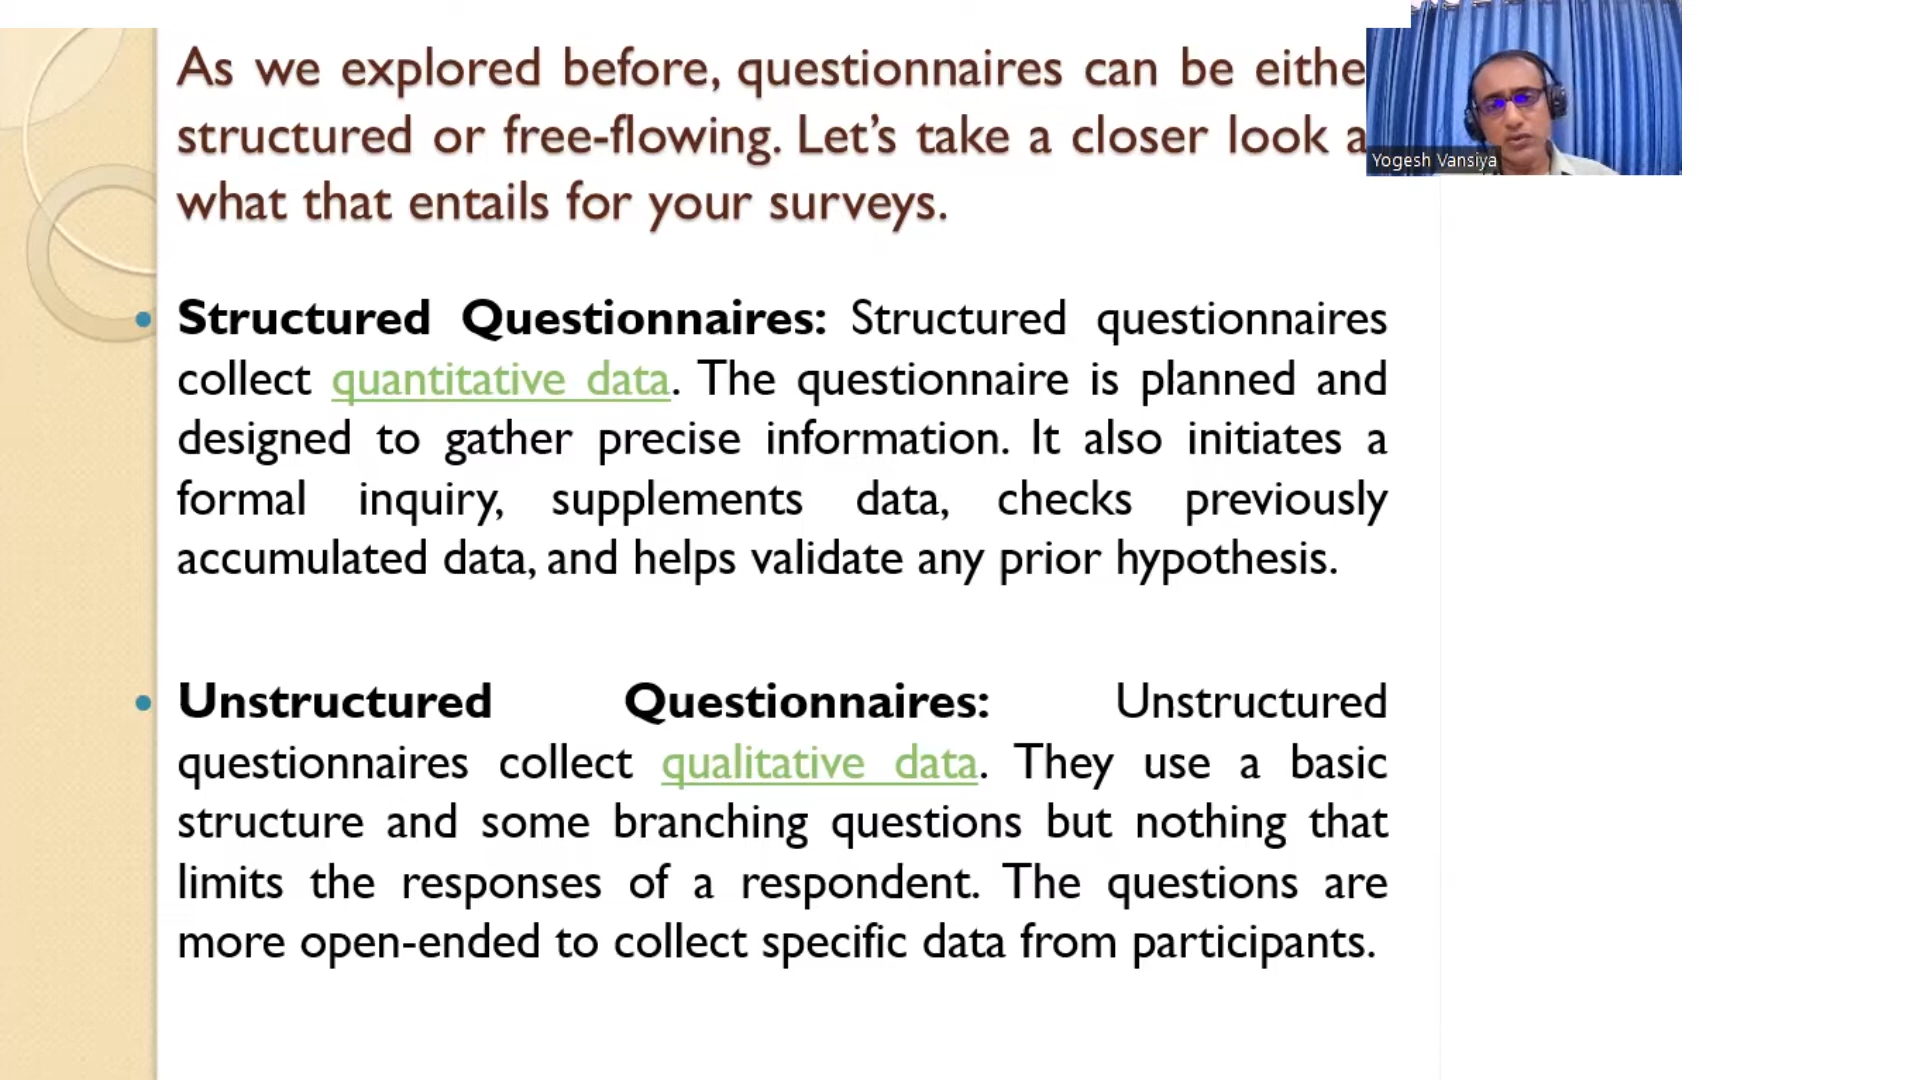 As we explored before, questionnaires can be eithe
structured or free-flowing. Let’s take a closer look a
what that entails for your surveys.
Yogesh Vansiya
• Structured Questionnaires: Structured questionnaires
collect quantitative data. The questionnaire is planned and
designed to gather precise information. It also initiates a
formal inquiry, supplements data, checks previously
accumulated data, and helps validate any prior hypothesis.
• Unstructured Questionnaires: Unstructured
questionnaires collect qualitative data. They use a basic
structure and some branching questions but nothing that
limits the responses of a respondent. The questions are
more open-ended to collect specific data from participants.